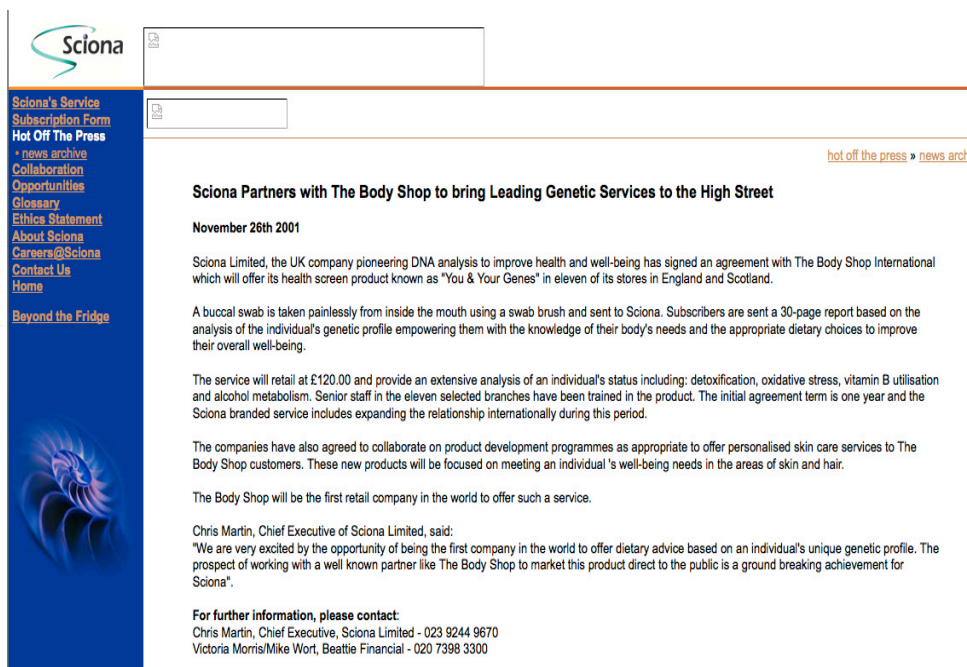 Sciona
Sciona's Service
Subscription Form
Hot Off The Press
• news archive
Collaboration
Opportunities
Glossary
Ethics Statement
About Sciona
Careers@Sciona
Contact Us
Home
Beyond the Fridge
hot off the press » news arch
Sciona Partners with The Body Shop to bring Leading Genetic Services to the High Street
November 26th 2001
Sciona Limited, the UK company pioneering DNA analysis to improve health and well-being has signed an agreement with The Body Shop International
which will offer its health screen product known as "You & Your Genes" in eleven of its stores in England and Scotland.
A buccal swab is taken painlessly from inside the mouth using a swab brush and sent to Sciona. Subscribers are sent a 30-page report based on the
analysis of the individual's genetic profile empowering them with the knowledge of their body's needs and the appropriate dietary choices to improve
their overall well-being.
The service will retail at £120.00 and provide an extensive analysis of an individual's status including: detoxification, oxidative stress, vitamin B utilisation
and alcohol metabolism. Senior staff in the eleven selected branches have been trained in the product. The initial agreement term is one year and the
Sciona branded service includes expanding the relationship internationally during this period.
The companies have also agreed to collaborate on product development programmes as appropriate to offer personalised skin care services to The
Body Shop customers. These new products will be focused on meeting an individual 's well-being needs in the areas of skin and hair.
The Body Shop will be the first retail company in the world to offer such a service.
Chris Martin, Chief Executive of Sciona Limited, said:
"We are very excited by the opportunity of being the first company in the world to offer dietary advice based on an individual's unique genetic profile. The
prospect of working with a well known partner like The Body Shop to market this product direct to the public is a ground breaking achievement for
Sciona".
For further information, please contact:
Chris Martin, Chief Executive, Sciona Limited - 023 9244 9670
Victoria Morris/Mike Wort, Beattie Financial - 020 7398 3300